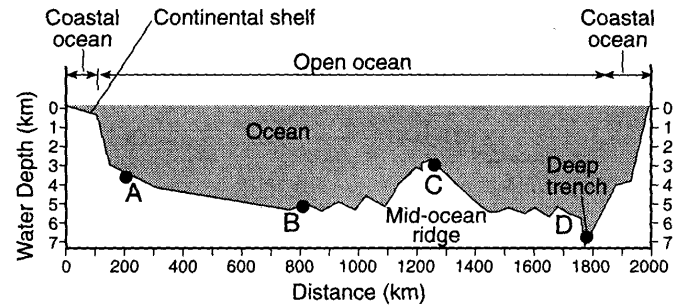 Coastal
ocean
Continental shelf
Coastal
ocean
Open ocean
Water Depth (km)
0
1
2
3
4
5
6
7
Ocean
A
B
C
Mid-ocean
ridge
Deep
trench
D
0
1
2
3
4
5
6
7
0 200 400 600 800 1000 1200 1400 1600 1800 2000
Distance (km)